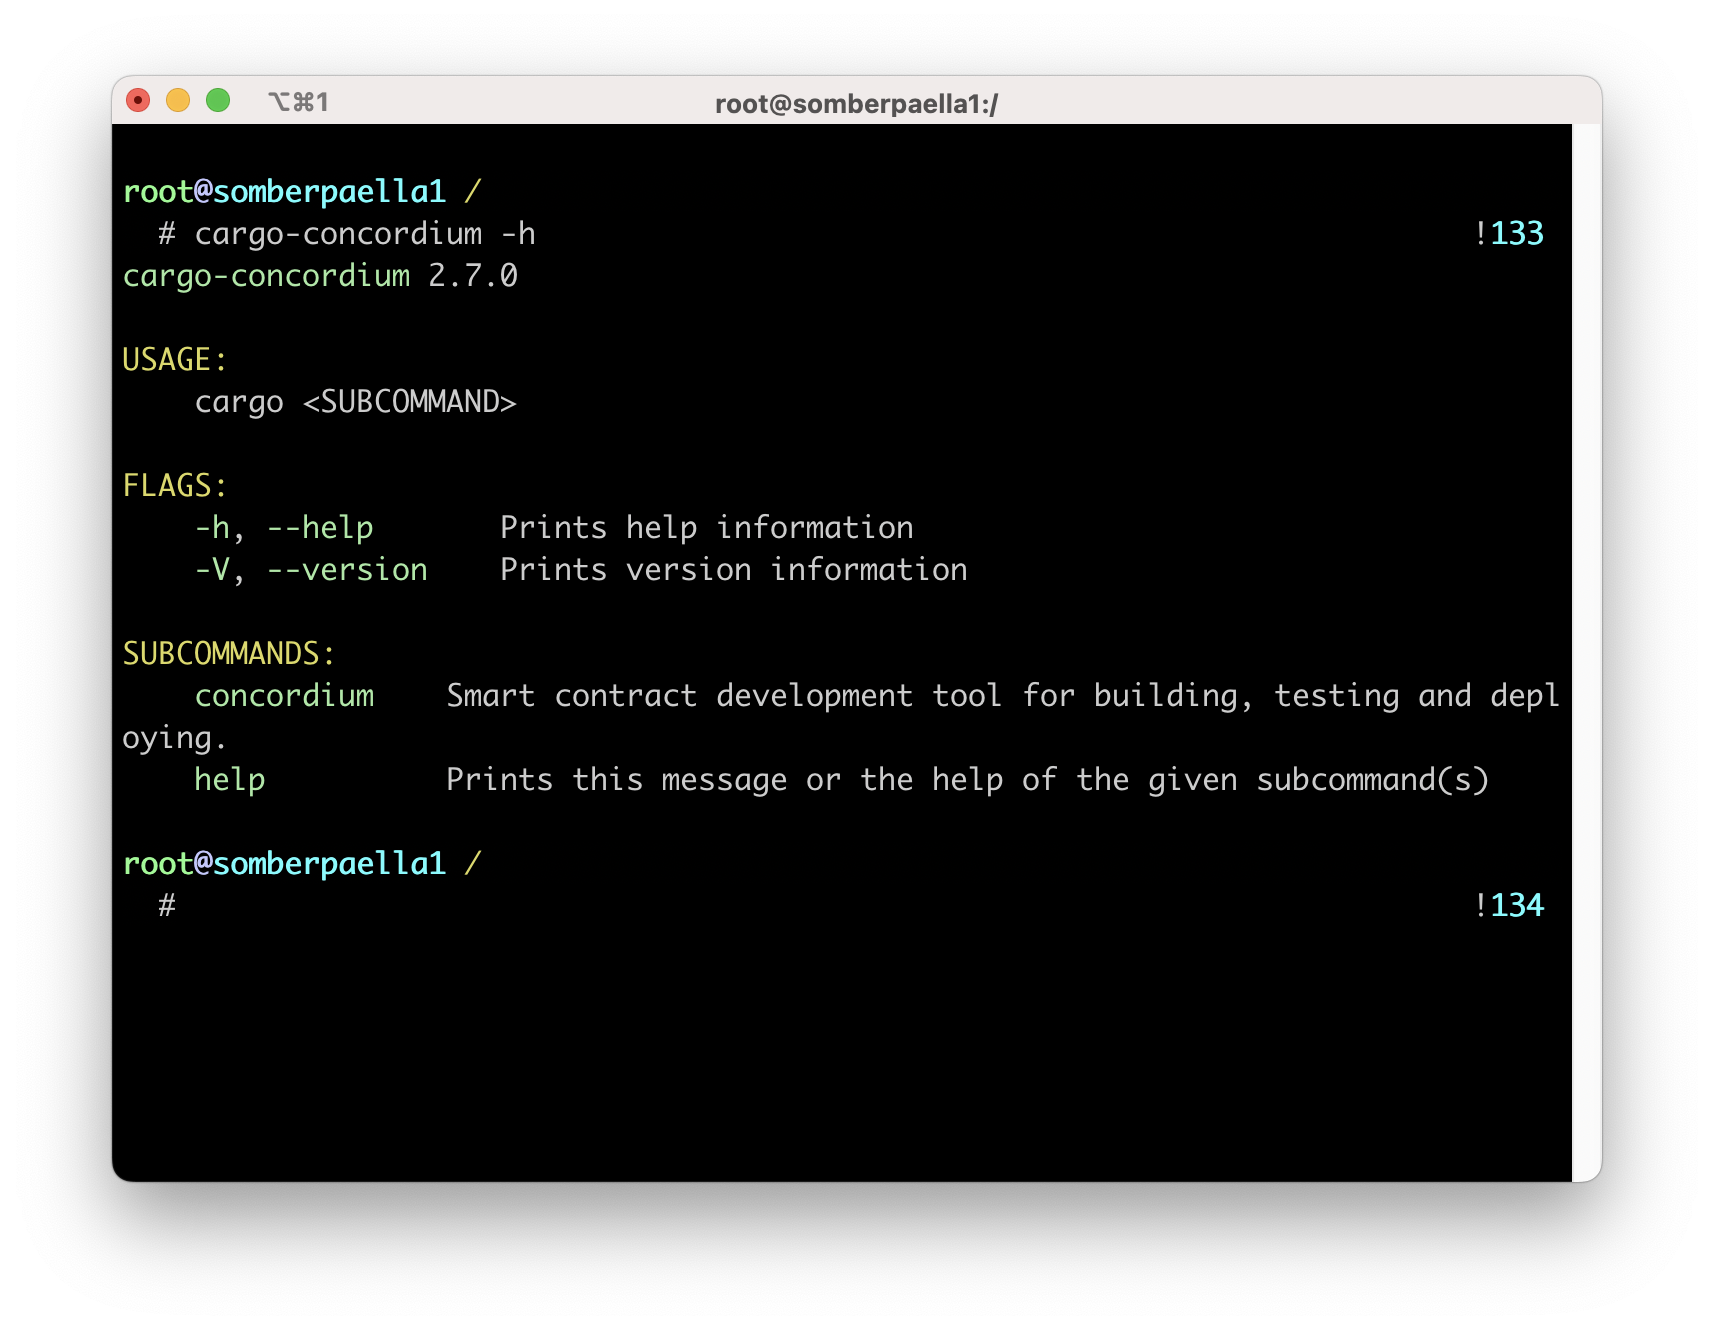 ⌥⌘1 root@somberpaella1:/
root@somberpaella1 /
  # cargo-concordium -h !133
cargo-concordium 2.7.0
USAGE:
    cargo <SUBCOMMAND>
FLAGS:
    -h, --help       Prints help information
    -V, --version    Prints version information
SUBCOMMANDS:
    concordium    Smart contract development tool for building, testing and depl
oying.
    help          Prints this message or the help of the given subcommand(s)
root@somberpaella1 /
  # !134